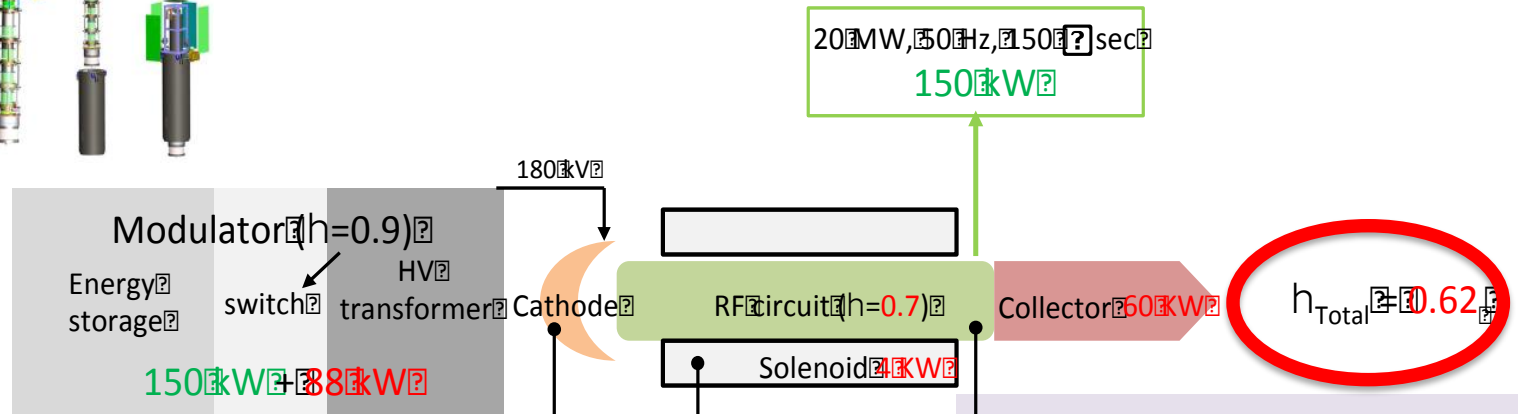 20 MW, 50 Hz, 150 sec
150 kW
180 kV
Modulator (h=0.9)
Energy
storage
switch
HV
transformer
Cathode
RF circuit (h=0.7)
Collector 60 KW
h Total = 0.62
Solenoid 4 KW
150 kW + 88 kW